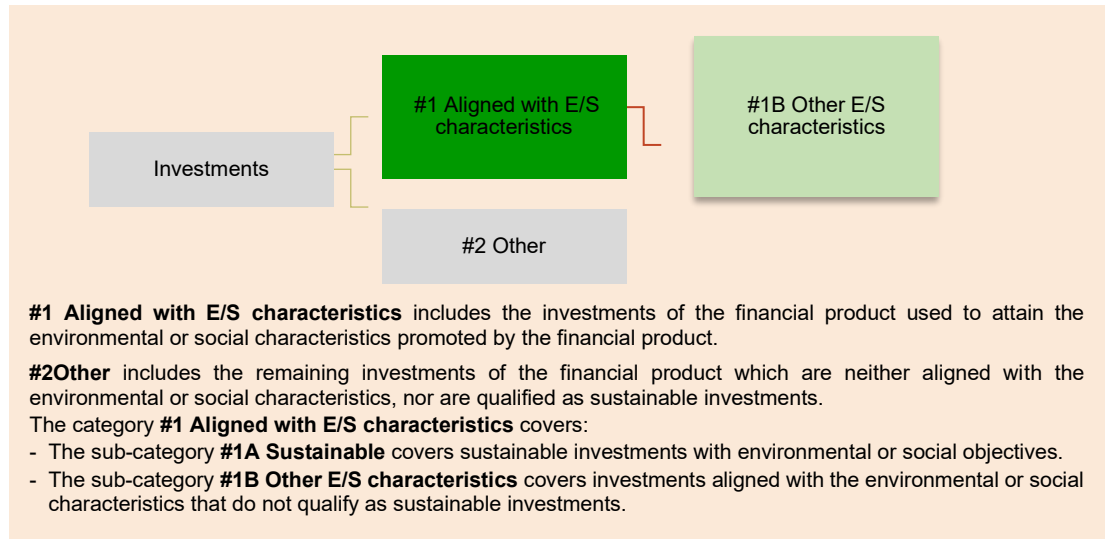 #1 Aligned with E/S
characteristics
#1B Other E/S
characteristics
Investments
#2 Other
#1 Aligned with E/S characteristics includes the investments of the financial product used to attain the
environmental or social characteristics promoted by the financial product.
#2Other includes the remaining investments of the financial product which are neither aligned with the
environmental or social characteristics, nor are qualified as sustainable investments.
The category #1 Aligned with E/S characteristics covers:
- The sub-category #1A Sustainable covers sustainable investments with environmental or social objectives.
- The sub-category #1B Other E/S characteristics covers investments aligned with the environmental or social
characteristics that do not qualify as sustainable investments.